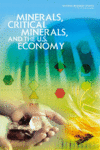 MINERALS,
CRITICAL
MINERALS,
AND THE U.S.
ECONOMY